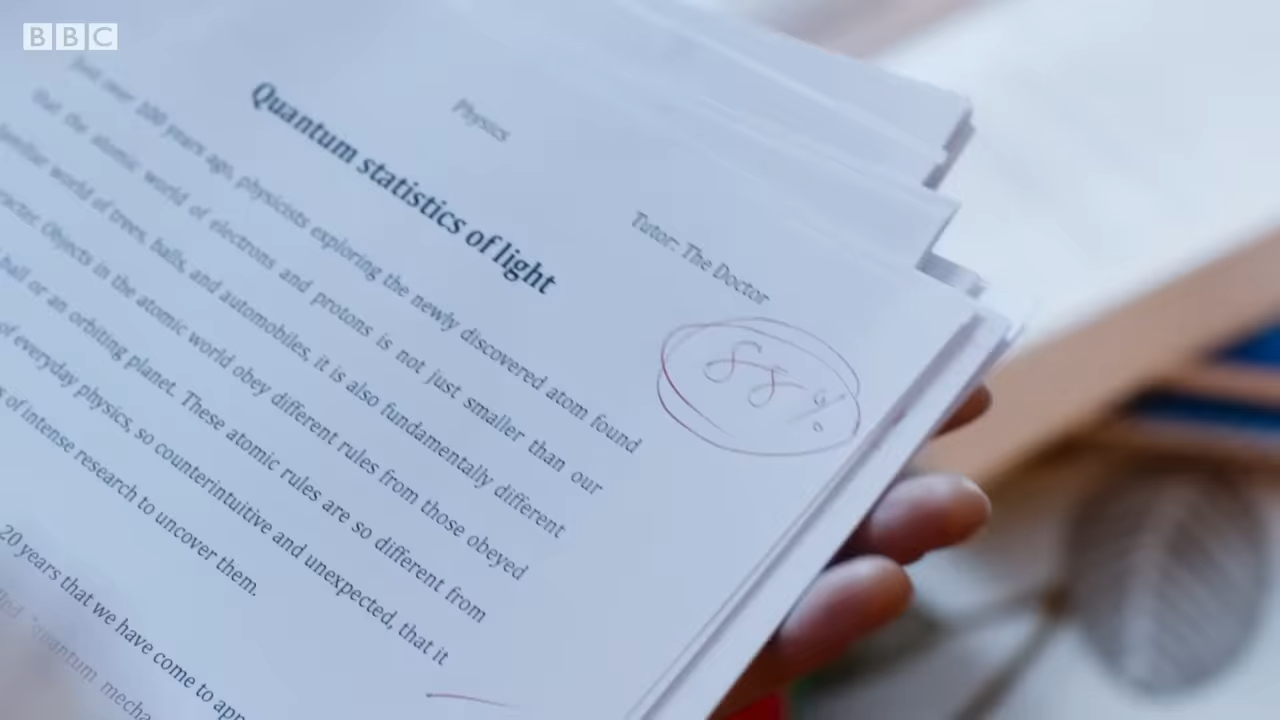 BBC
Physics
Quantum statistics of light
Tutor: The Doctor
88%
Just over 100 years ago, physicists exploring the newly discovered atom found
that the atomic world of electrons and protons is not just smaller than our
familiar world of trees, balls, and automobiles, it is also fundamentally different
Objects in the atomic world obey different rules from those obeyed
ball or an orbiting planet. These atomic rules are so different from
of everyday physics, so counterintuitive and unexpected, that it
of intense research to uncover them.
20 years that we have come to
quantum